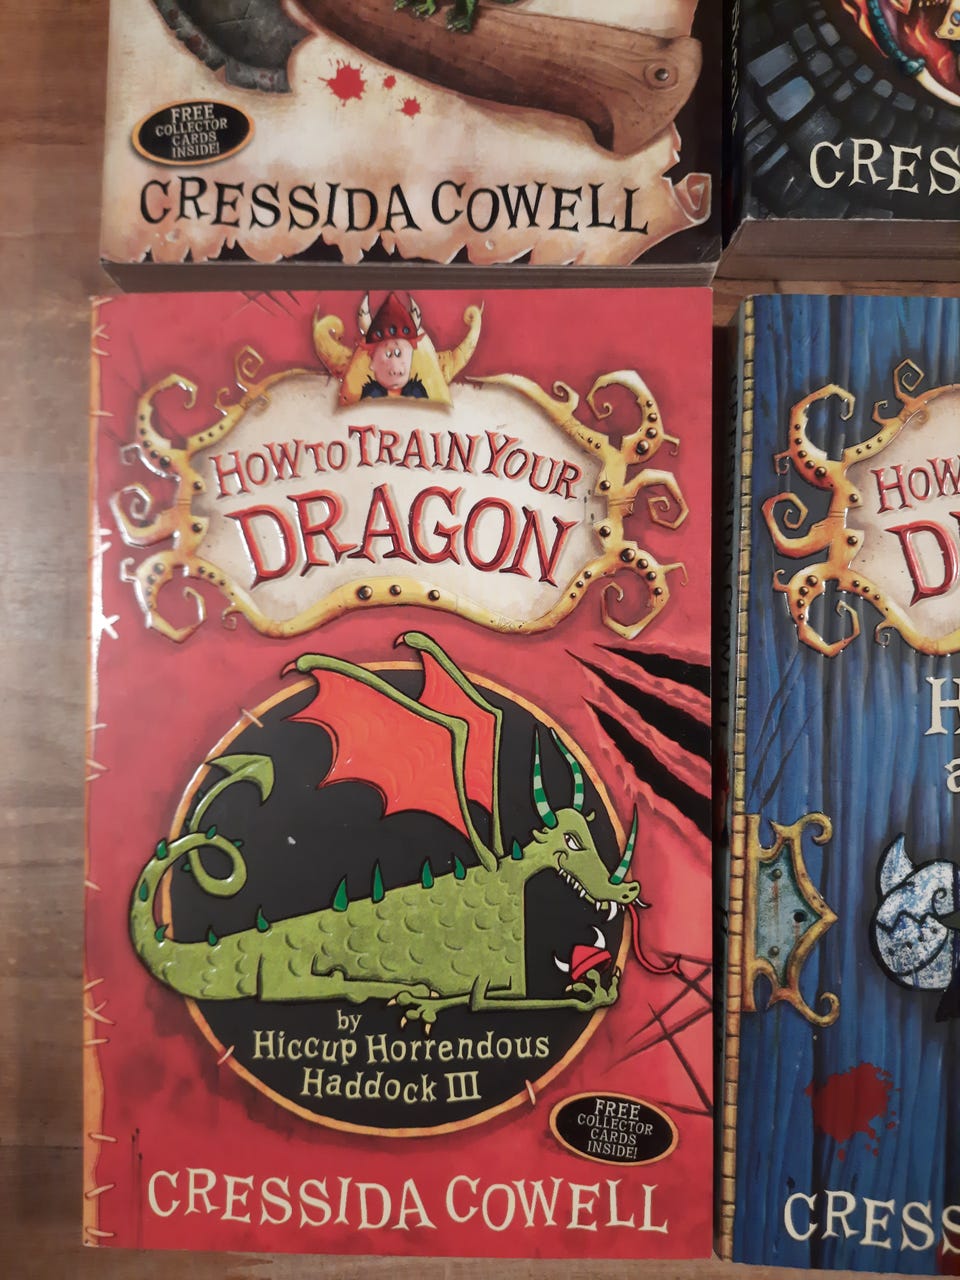 FREE
COLLECTOR
CARDS
INSIDE!
CRESSIDA COWELL
CRES
HOW TO TRAIN YOUR
DRAGON
by
Hiccup Horrendous
Haddock III
FREE
COLLECTOR
CARDS
INSIDE!
CRESSIDA COWELL
HOW
D
H
a
CRESS